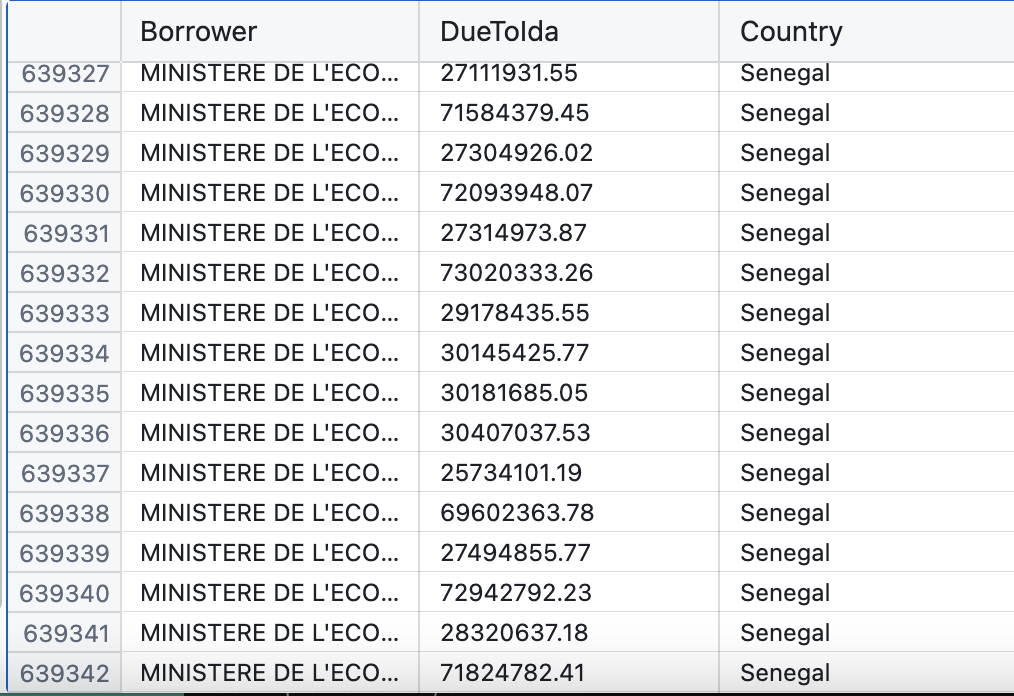 Borrower DueToIda Country
639327 MINISTERE DE L'ECO... 27111931.55 Senegal
639328 MINISTERE DE L'ECO... 71584379.45 Senegal
639329 MINISTERE DE L'ECO... 27304926.02 Senegal
639330 MINISTERE DE L'ECO... 72093948.07 Senegal
639331 MINISTERE DE L'ECO... 27314973.87 Senegal
639332 MINISTERE DE L'ECO... 73020333.26 Senegal
639333 MINISTERE DE L'ECO... 29178435.55 Senegal
639334 MINISTERE DE L'ECO... 30145425.77 Senegal
639335 MINISTERE DE L'ECO... 30181685.05 Senegal
639336 MINISTERE DE L'ECO... 30407037.53 Senegal
639337 MINISTERE DE L'ECO... 25734101.19 Senegal
639338 MINISTERE DE L'ECO... 69602363.78 Senegal
639339 MINISTERE DE L'ECO... 27494855.77 Senegal
639340 MINISTERE DE L'ECO... 72942792.23 Senegal
639341 MINISTERE DE L'ECO... 28320637.18 Senegal
639342 MINISTERE DE L'ECO... 71824782.41 Senegal